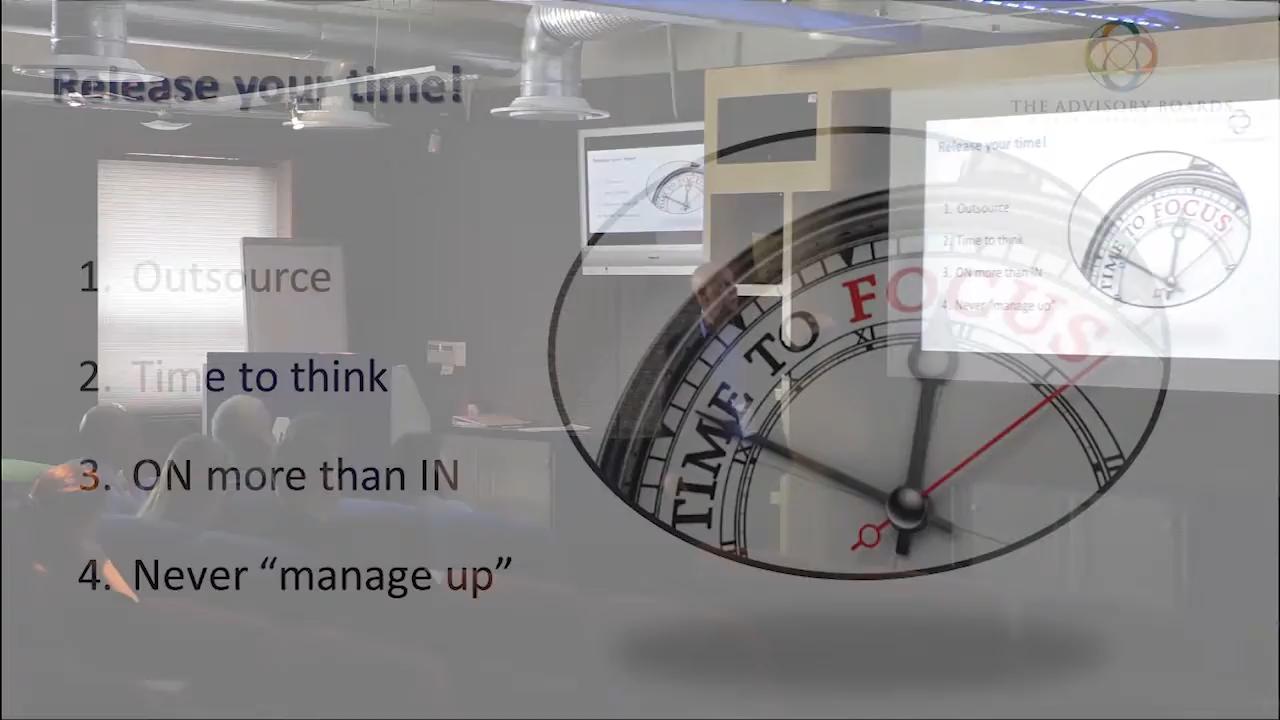 Release your time!
THE ADVISORY BOARDS
1. Outsource
2. Time to think
3. ON more than IN
4. Never “manage up”
TIME TO FOCUS
XI
Release your time!
1. Outsource
2. Time to think
3. ON more than IN
4. Never "manage up"
TIME TO FOCUS